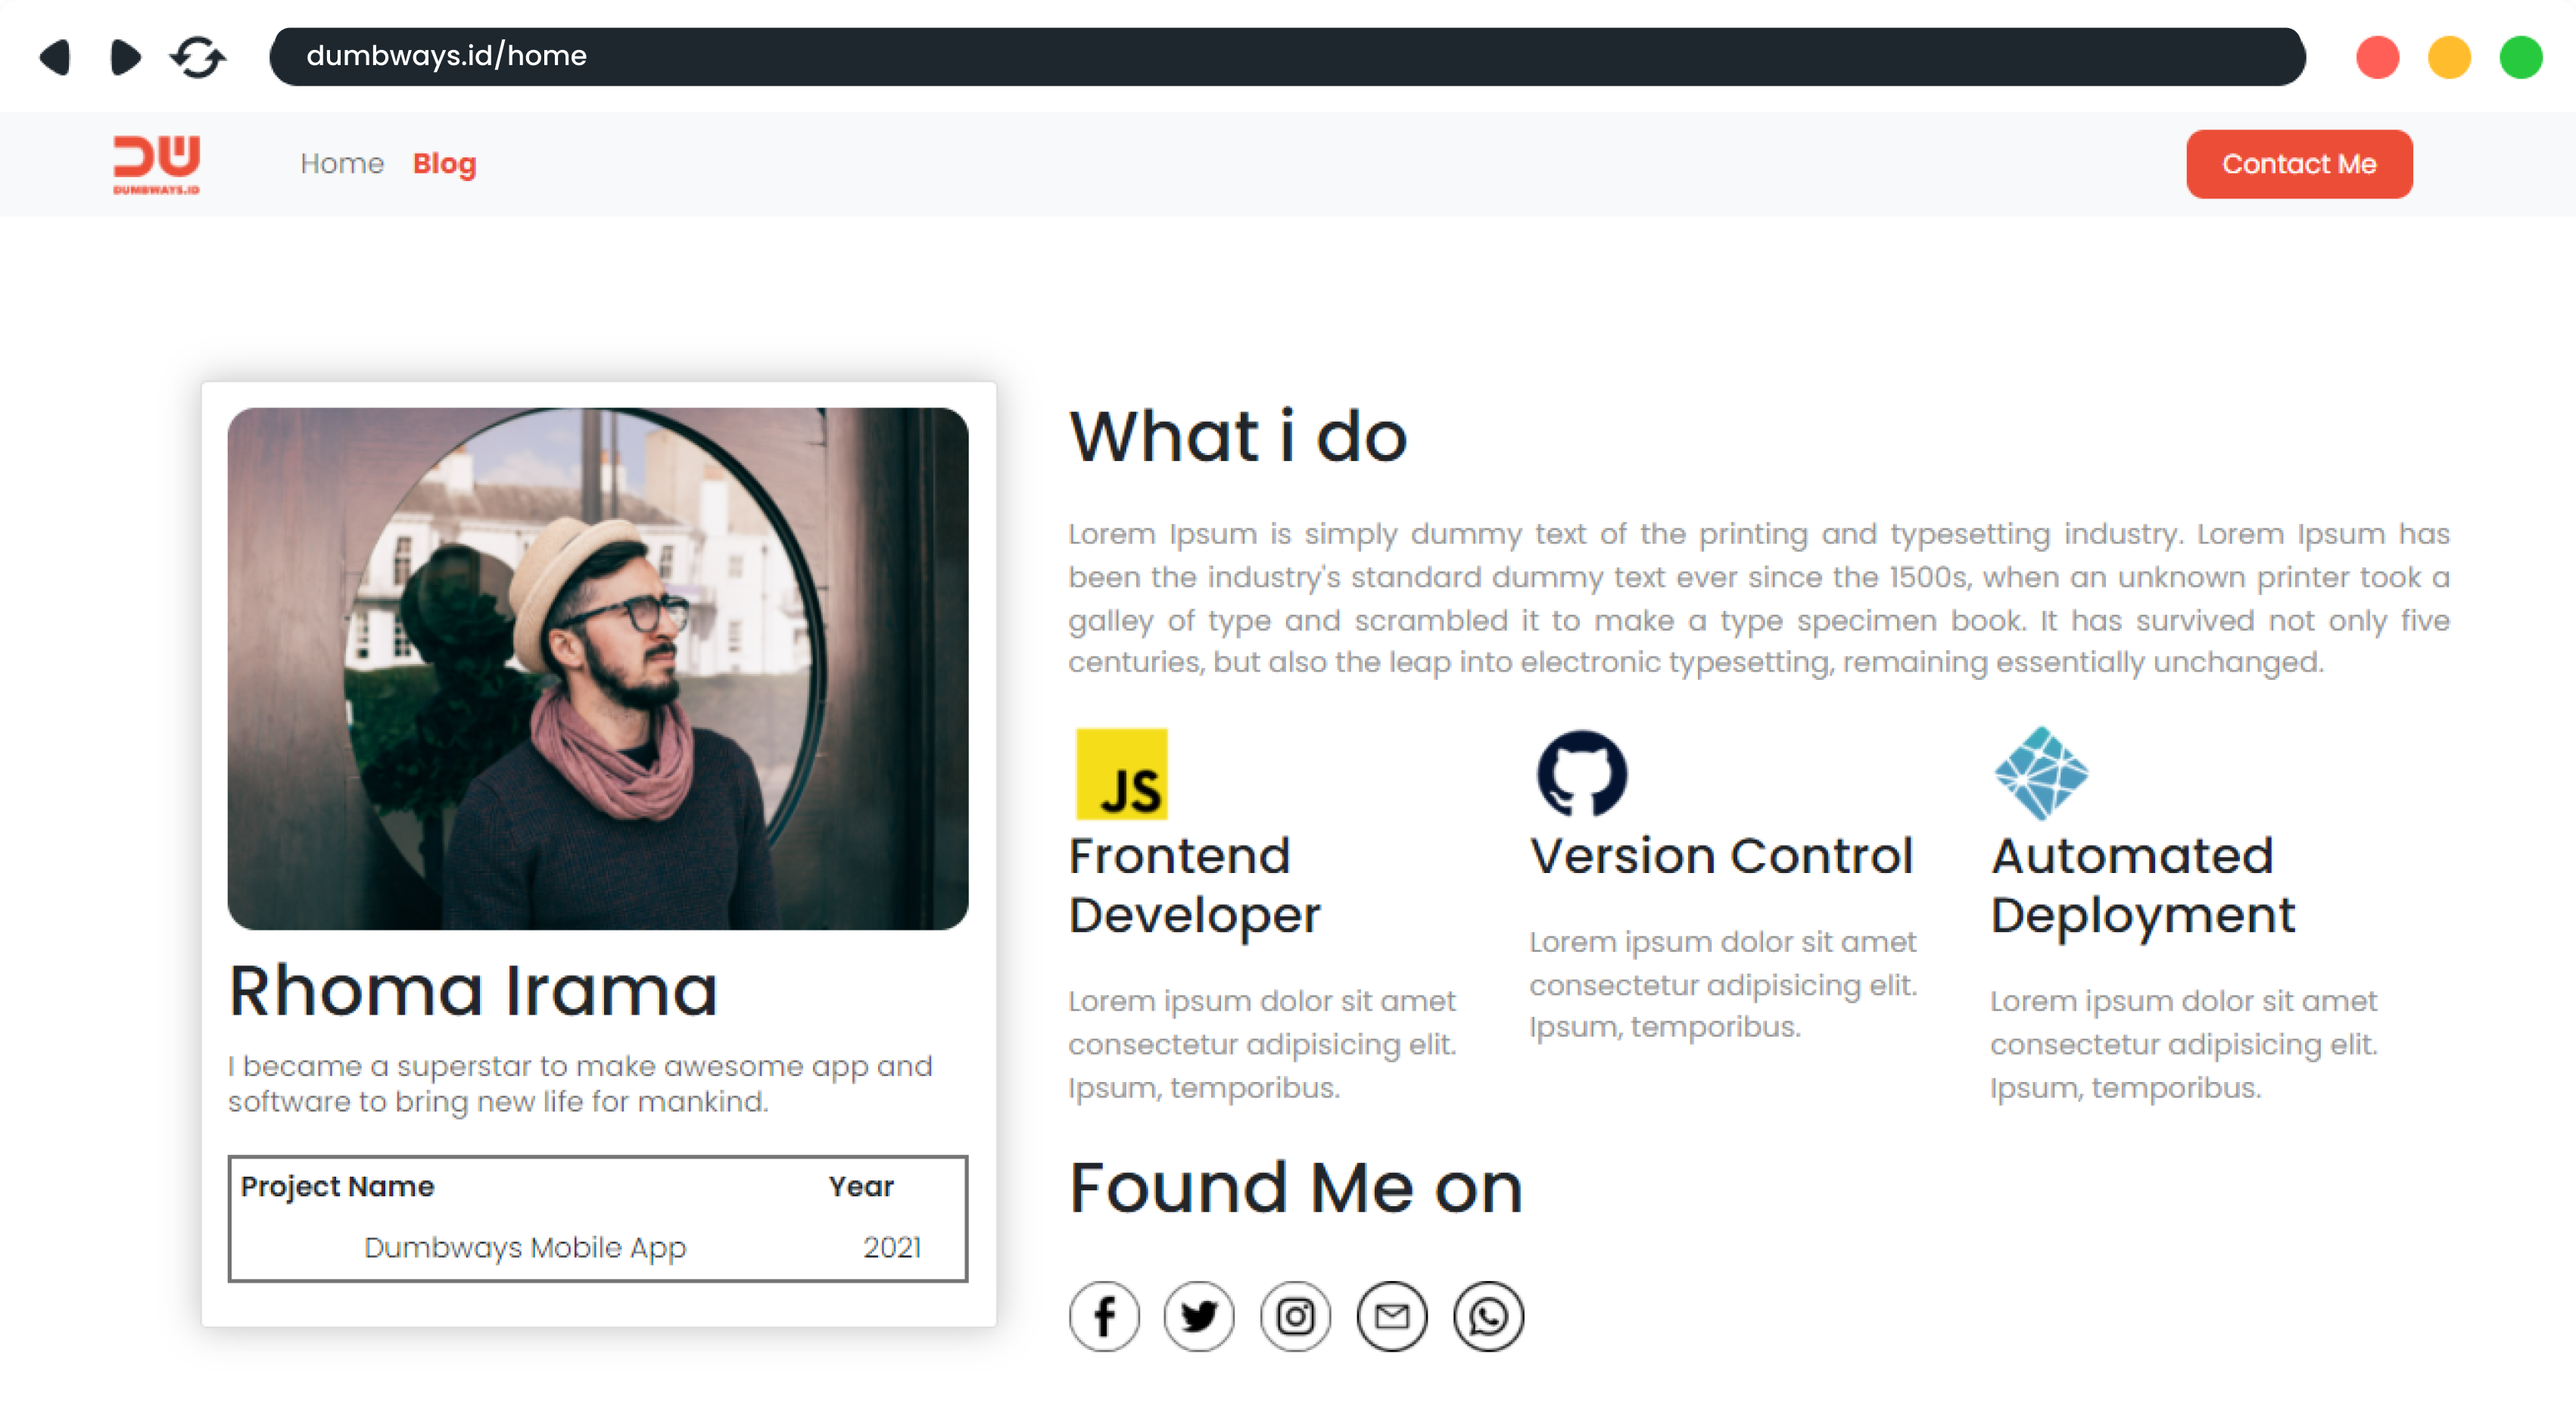 dumbways.id/home
DW
DUMBWAYS.ID
Home Blog
Contact Me
Rhoma Irama
I became a superstar to make awesome app and
software to bring new life for mankind.
Project Name Year
Dumbways Mobile App 2021
What i do
Lorem Ipsum is simply dummy text of the printing and typesetting industry. Lorem Ipsum has
been the industry's standard dummy text ever since the 1500s, when an unknown printer took a
galley of type and scrambled it to make a type specimen book. It has survived not only five
centuries, but also the leap into electronic typesetting, remaining essentially unchanged.
JS
Frontend
Developer
Lorem ipsum dolor sit amet
consectetur adipisicing elit.
Ipsum, temporibus.
Version Control
Lorem ipsum dolor sit amet
consectetur adipisicing elit.
Ipsum, temporibus.
Automated
Deployment
Lorem ipsum dolor sit amet
consectetur adipisicing elit.
Ipsum, temporibus.
Found Me on